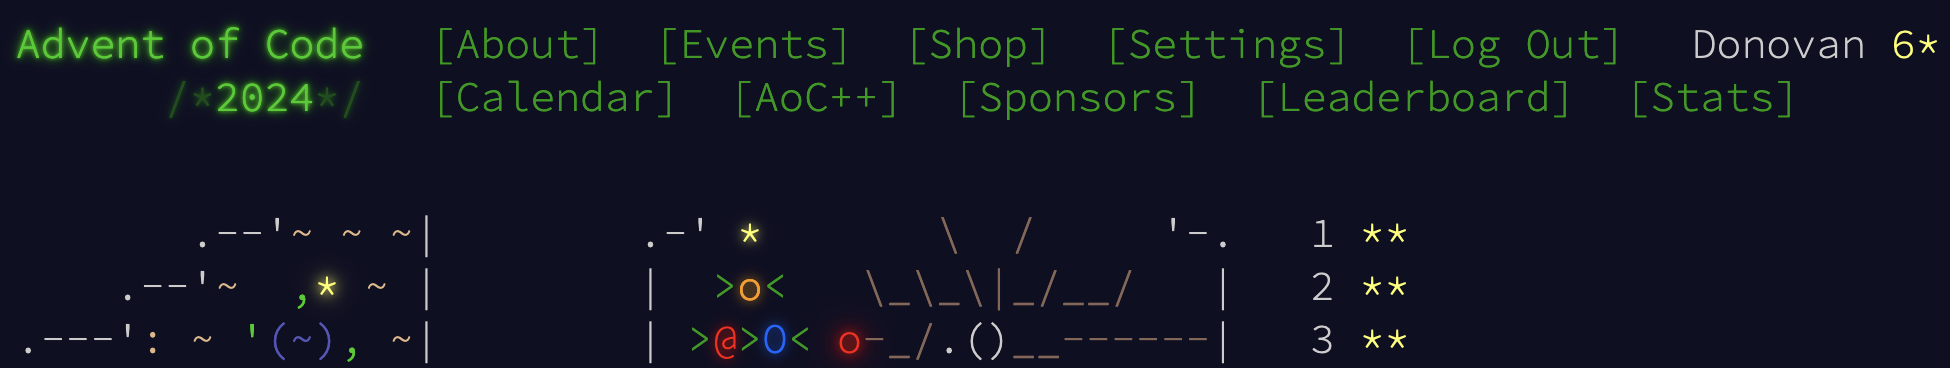 Advent of Code [About] [Events] [Shop] [Settings] [Log Out] Donovan 6*
/*2024*/ [Calendar] [AoC++] [Sponsors] [Leaderboard] [Stats]
.--'~ ~ ~| .-' * \ / '-. 1 **
.--'~ ,* ~ | | >o< \_\_\|_/__/ | 2 **
.---': ~ '(~), ~| | >@>O< o-_/.()__------| 3 **